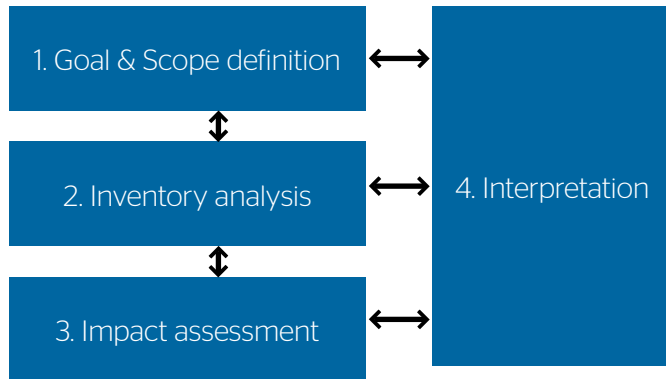 1. Goal & Scope definition
2. Inventory analysis
4. Interpretation
3. Impact assessment